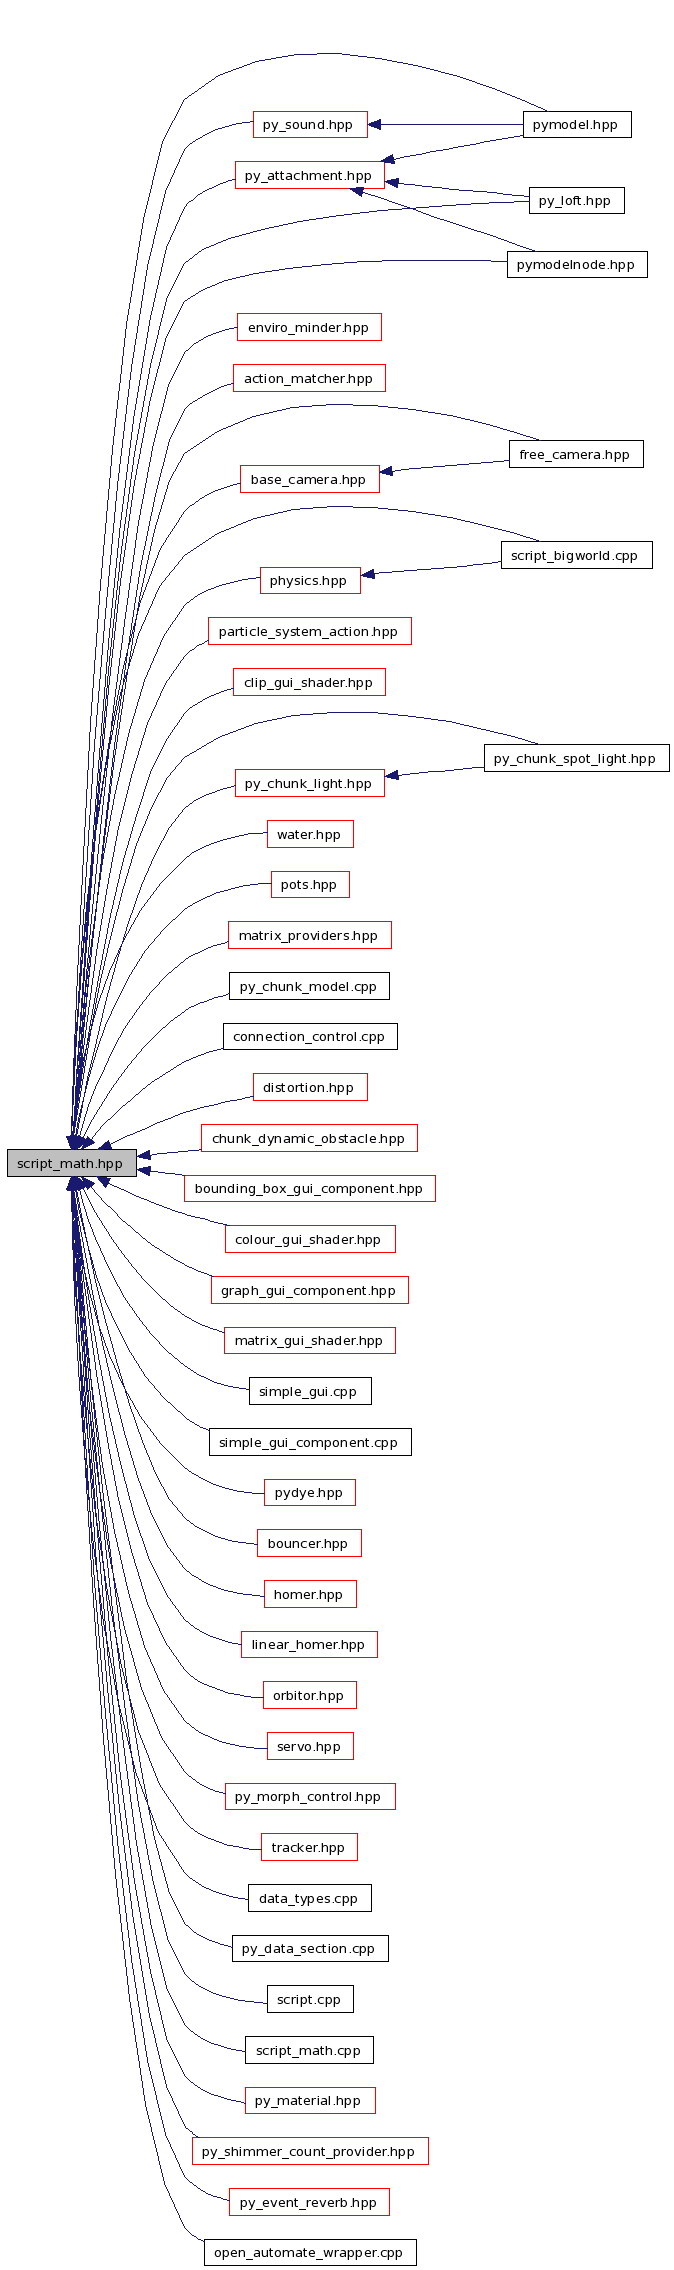 py_sound.hpp
pymodel.hpp
py_attachment.hpp
py_loft.hpp
pymodelnode.hpp
enviro_minder.hpp
action_matcher.hpp
free_camera.hpp
base_camera.hpp
script_bigworld.cpp
physics.hpp
particle_system_action.hpp
clip_gui_shader.hpp
py_chunk_spot_light.hpp
py_chunk_light.hpp
water.hpp
pots.hpp
matrix_providers.hpp
py_chunk_model.cpp
connection_control.cpp
distortion.hpp
chunk_dynamic_obstacle.hpp
script_math.hpp
bounding_box_gui_component.hpp
colour_gui_shader.hpp
graph_gui_component.hpp
matrix_gui_shader.hpp
simple_gui.cpp
simple_gui_component.cpp
pydye.hpp
bouncer.hpp
homer.hpp
linear_homer.hpp
orbitor.hpp
servo.hpp
py_morph_control.hpp
tracker.hpp
data_types.cpp
py_data_section.cpp
script.cpp
script_math.cpp
py_material.hpp
py_shimmer_count_provider.hpp
py_event_reverb.hpp
open_automate_wrapper.cpp